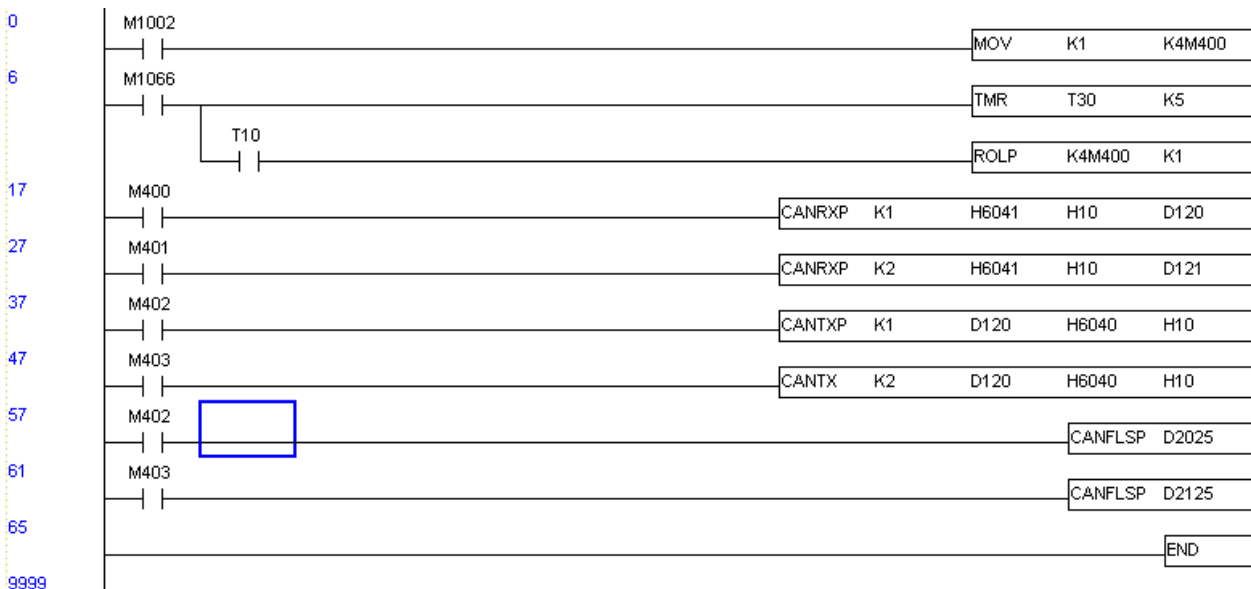 0 M1002 MOV K1 K4M400
6 M1066 TMR T30 K5
T10 ROLP K4M400 K1
17 M400 CANRXP K1 H6041 H10 D120
27 M401 CANRXP K2 H6041 H10 D121
37 M402 CANTXP K1 D120 H6040 H10
47 M403 CANTX K2 D120 H6040 H10
57 M402 CANFLSP D2025
61 M403 CANFLSP D2125
65 END
9999